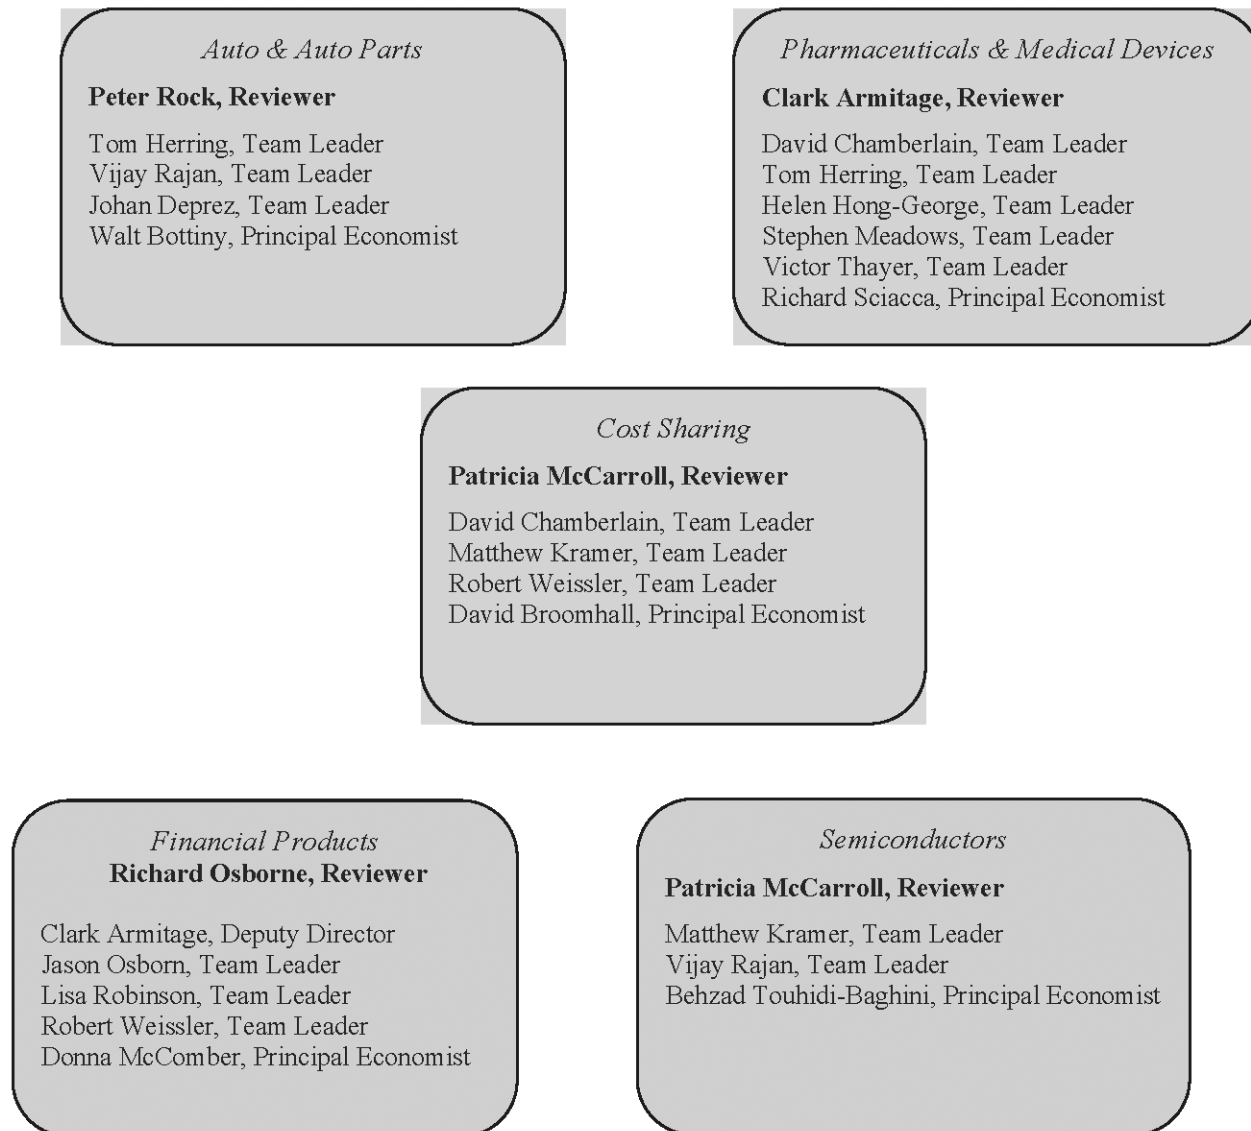 Auto & Auto Parts
Peter Rock, Reviewer
Tom Herring, Team Leader
Vijay Rajan, Team Leader
Johan Deprez, Team Leader
Walt Bottiny, Principal Economist
Pharmaceuticals & Medical Devices
Clark Armitage, Reviewer
David Chamberlain, Team Leader
Tom Herring, Team Leader
Helen Hong-George, Team Leader
Stephen Meadows, Team Leader
Victor Thayer, Team Leader
Richard Sciacca, Principal Economist
Cost Sharing
Patricia McCarroll, Reviewer
David Chamberlain, Team Leader
Matthew Kramer, Team Leader
Robert Weissler, Team Leader
David Broomhall, Principal Economist
Financial Products
Richard Osborne, Reviewer
Clark Armitage, Deputy Director
Jason Osborn, Team Leader
Lisa Robinson, Team Leader
Robert Weissler, Team Leader
Donna McComber, Principal Economist
Semiconductors
Patricia McCarroll, Reviewer
Matthew Kramer, Team Leader
Vijay Rajan, Team Leader
Behzad Touhidi-Baghini, Principal Economist